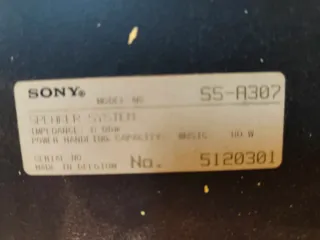 SONY MODEL NO. SS-A307
SPEAKER SYSTEM
IMPEDANCE
POWER HANDLING CAPACITY: MUSIC W
SERIAL NO. No. 5120301
MADE IN BELGIUM